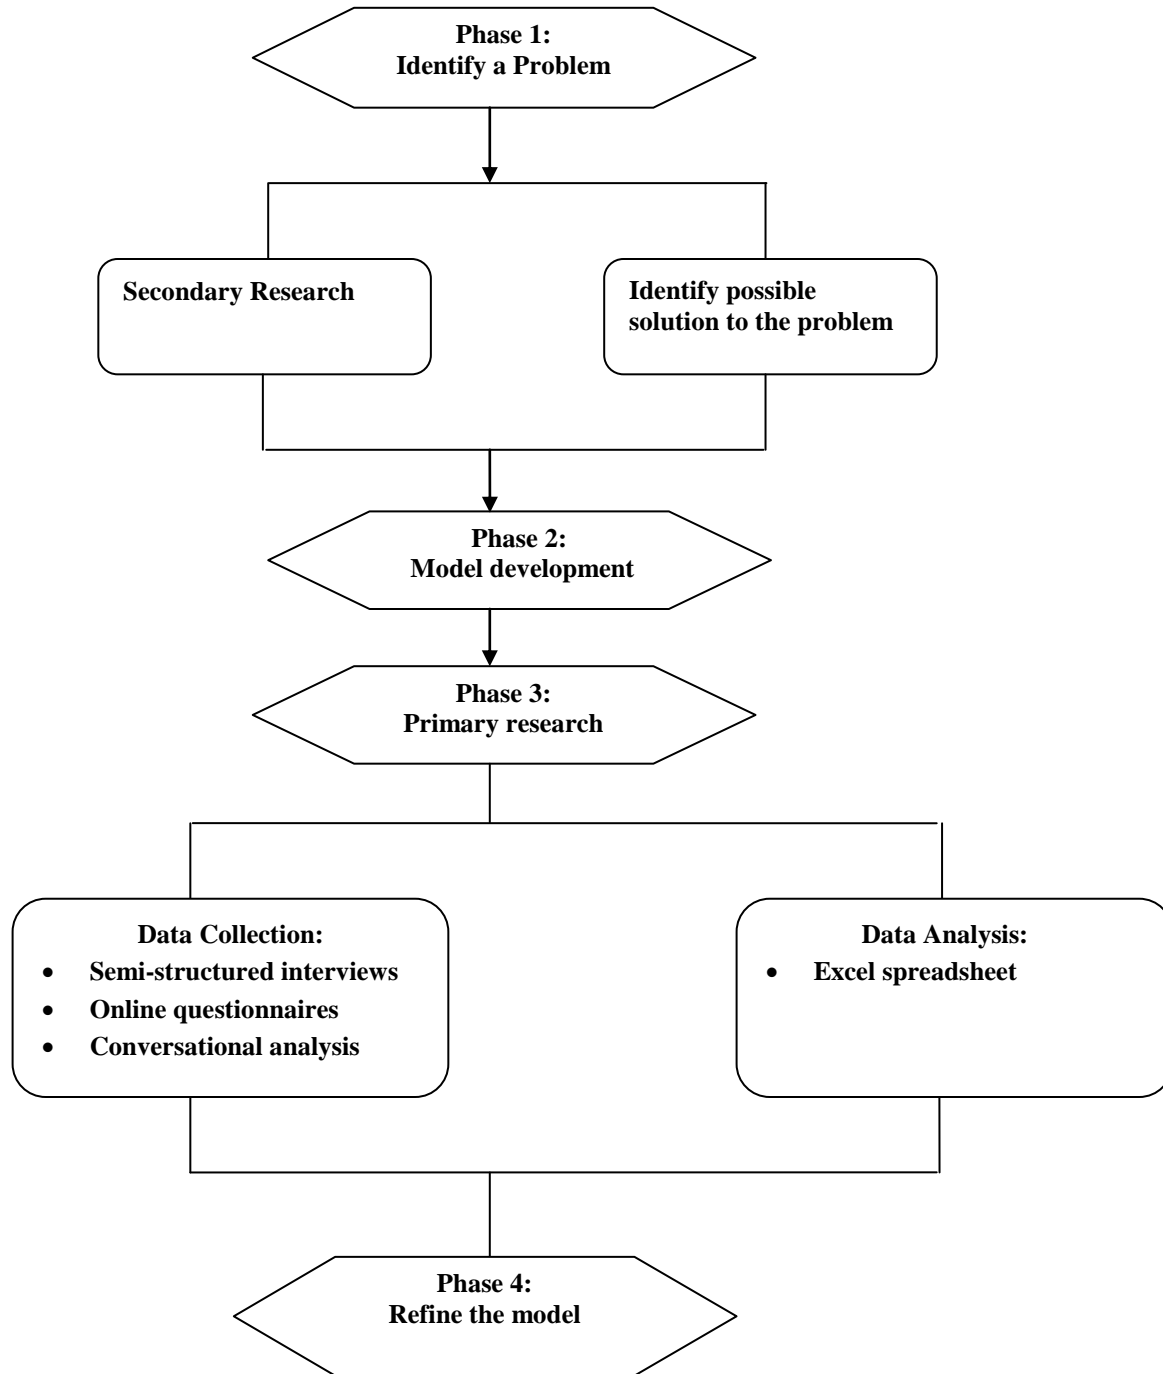 Phase 1:
Identify a Problem
Secondary Research
Identify possible
solution to the problem
Phase 2:
Model development
Phase 3:
Primary research
Data Collection:
• Semi-structured interviews
• Online questionnaires
• Conversational analysis
Data Analysis:
• Excel spreadsheet
Phase 4:
Refine the model